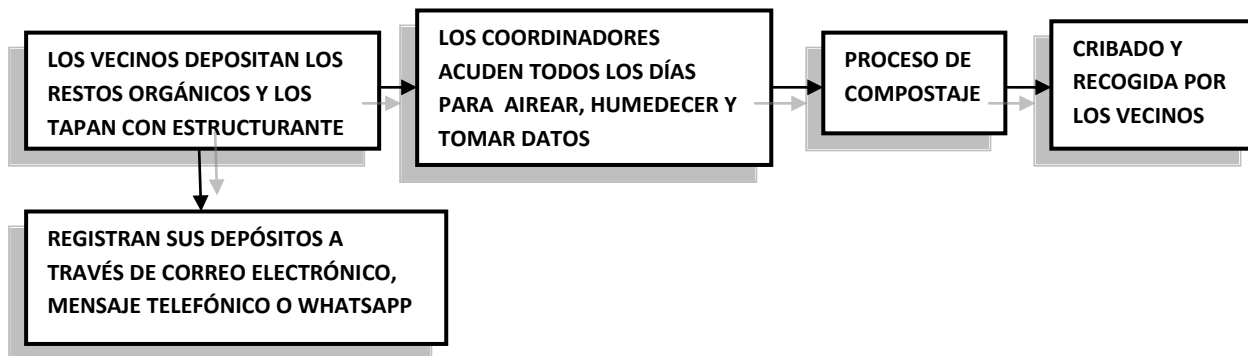 LOS VECINOS DEPOSITAN LOS
RESTOS ORGÁNICOS Y LOS
TAPAN CON ESTRUCTURANTE
LOS COORDINADORES
ACUDEN TODOS LOS DÍAS
PARA AIREAR, HUMEDECER Y
TOMAR DATOS
PROCESO DE
COMPOSTAJE
CRIBADO Y
RECOGIDA POR
LOS VECINOS
REGISTRAN SUS DEPÓSITOS A
TRAVÉS DE CORREO ELECTRÓNICO,
MENSAJE TELEFÓNICO O WHATSAPP